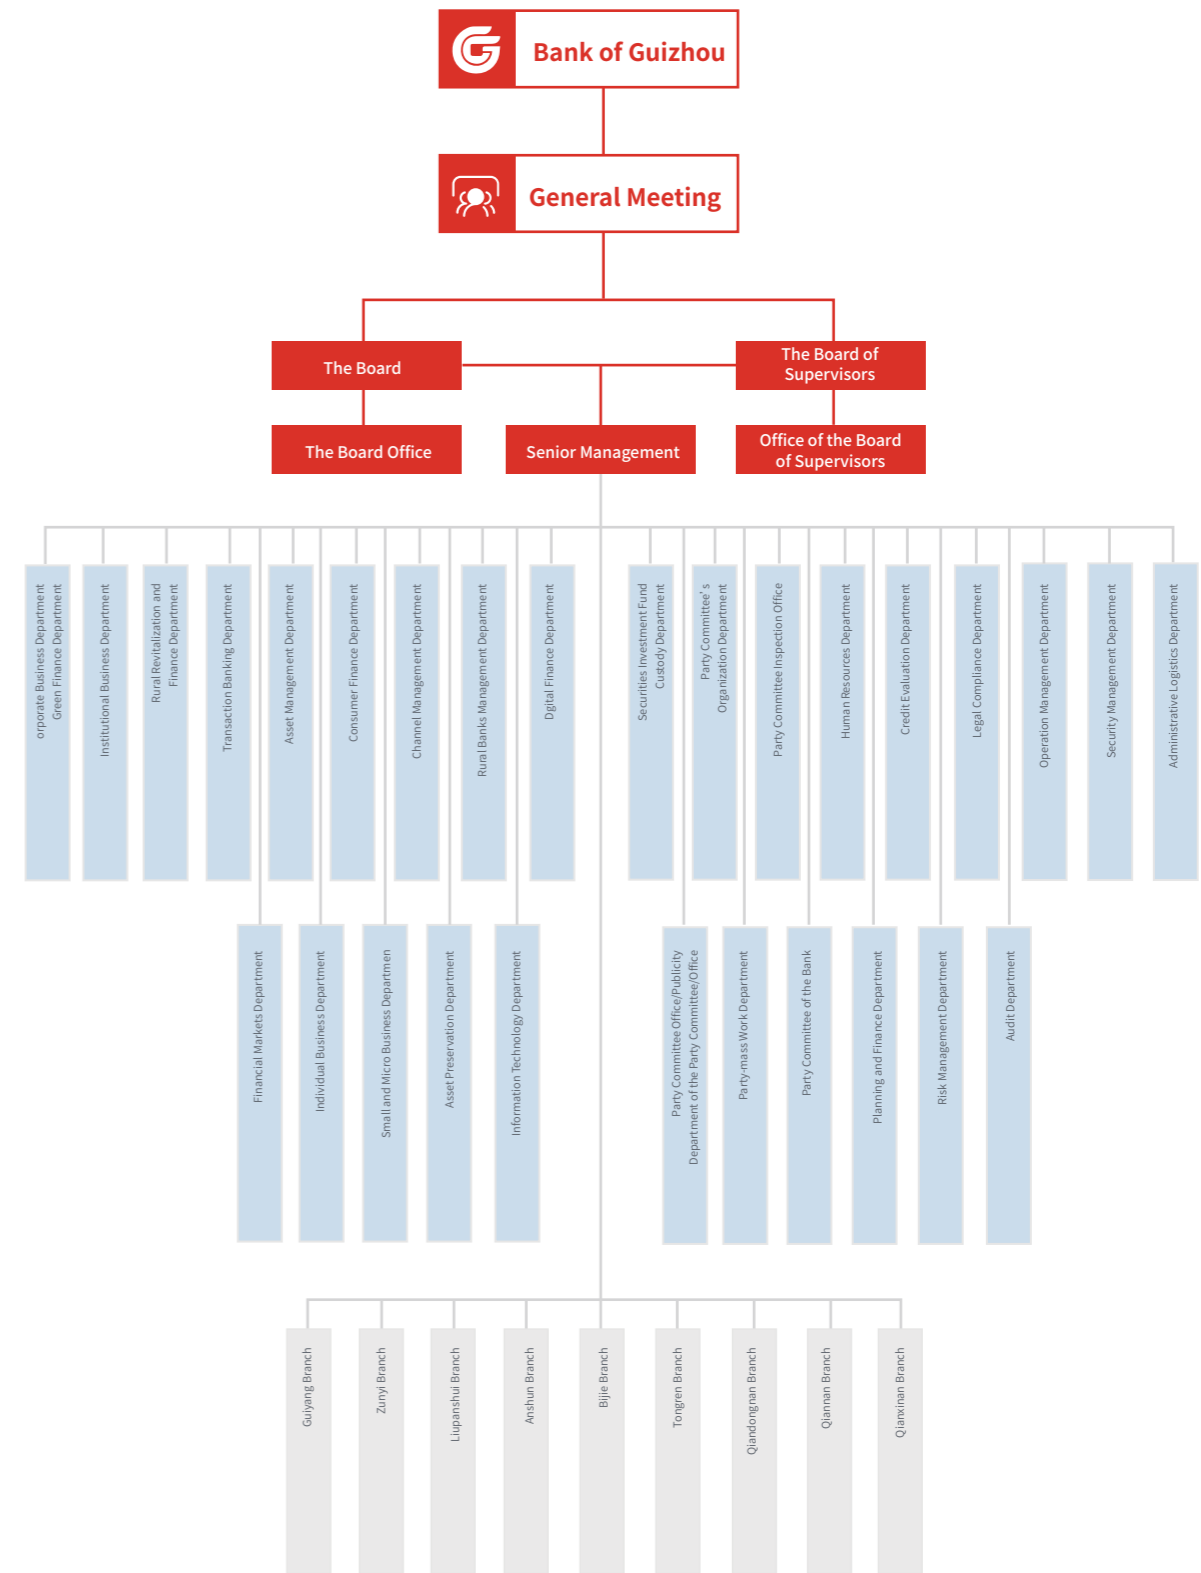 Bank of Guizhou
General Meeting
The Board
The Board of
Supervisors
The Board Office
Senior Management
Office of the Board
of Supervisors
orporate Business Department
Green Finance Department
Institutional Business Department
Rural Revitalization and
Finance Department
Transaction Banking Department
Asset Management Department
Consumer Finance Department
Channel Management Department
Rural Banks Management Department
Dgital Finance Department
Securities Investment Fund
Custody Department
Party Committee's
Organization Department
Party Committee Inspection Office
Human Resources Department
Credit Evaluation Department
Legal Compliance Department
Operation Management Department
Security Management Department
Administrative Logistics Department
Financial Markets Department
Individual Business Department
Small and Micro Business Departmen
Asset Preservation Department
Information Technology Department
Party Committee Office/Publicity
Department of the Party Committee/Office
Party-mass Work Department
Party Committee of the Bank
Planning and Finance Department
Risk Management Department
Audit Department
Guiyang Branch
Zunyi Branch
Liupanshui Branch
Anshun Branch
Bijie Branch
Tongren Branch
Qiandongnan Branch
Qiannan Branch
Qianxinan Branch